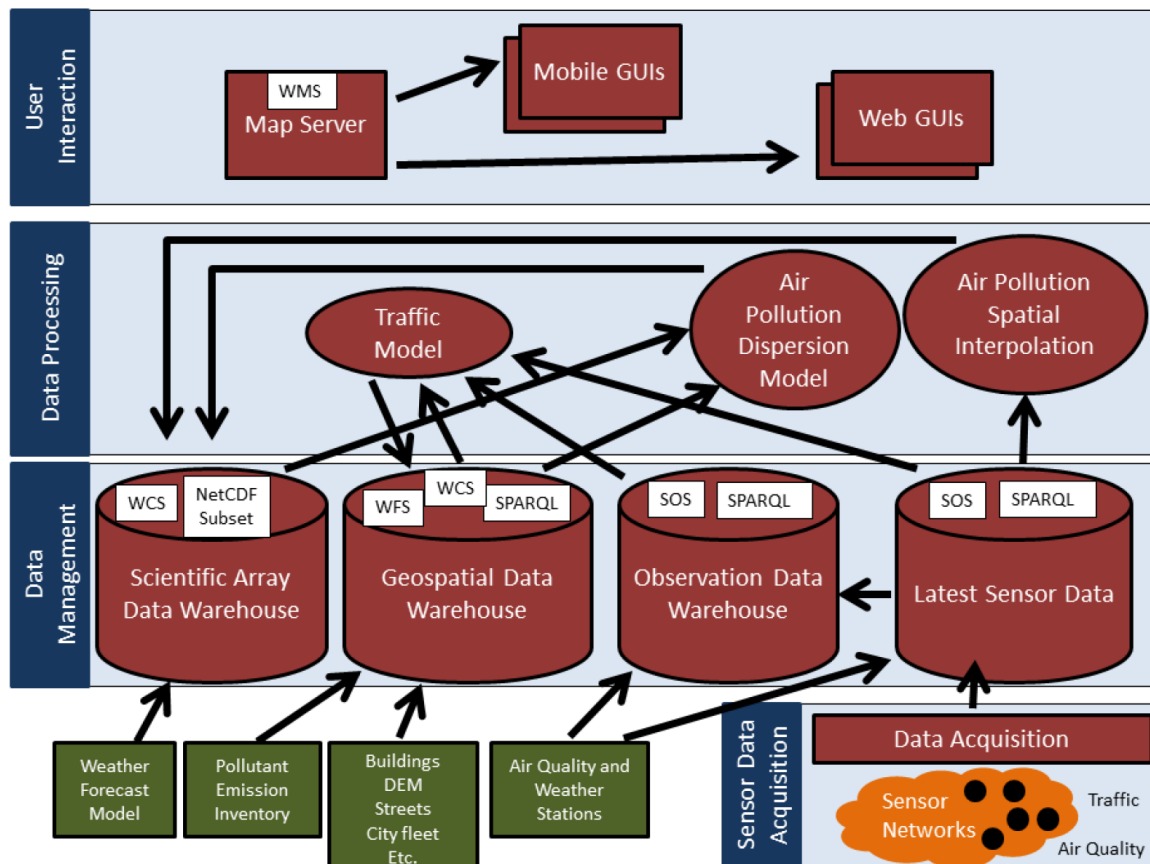 User
Interaction
WMS
Map Server
Mobile GUIs
Web GUIs
Data Processing
Traffic
Model
Air
Pollution
Dispersion
Model
Air Pollution
Spatial
Interpolation
Data
Management
WCS
NetCDF
Subset
Scientific Array
Data Warehouse
WFS
WCS
SPARQL
Geospatial Data
Warehouse
SOS
SPARQL
Observation Data
Warehouse
SOS
SPARQL
Latest Sensor Data
Weather
Forecast
Model
Pollutant
Emission
Inventory
Buildings
DEM
Streets
City fleet
Etc.
Air Quality and
Weather
Stations
Sensor Data
Acquisition
Data Acquisition
Sensor
Networks
Traffic
Air Quality